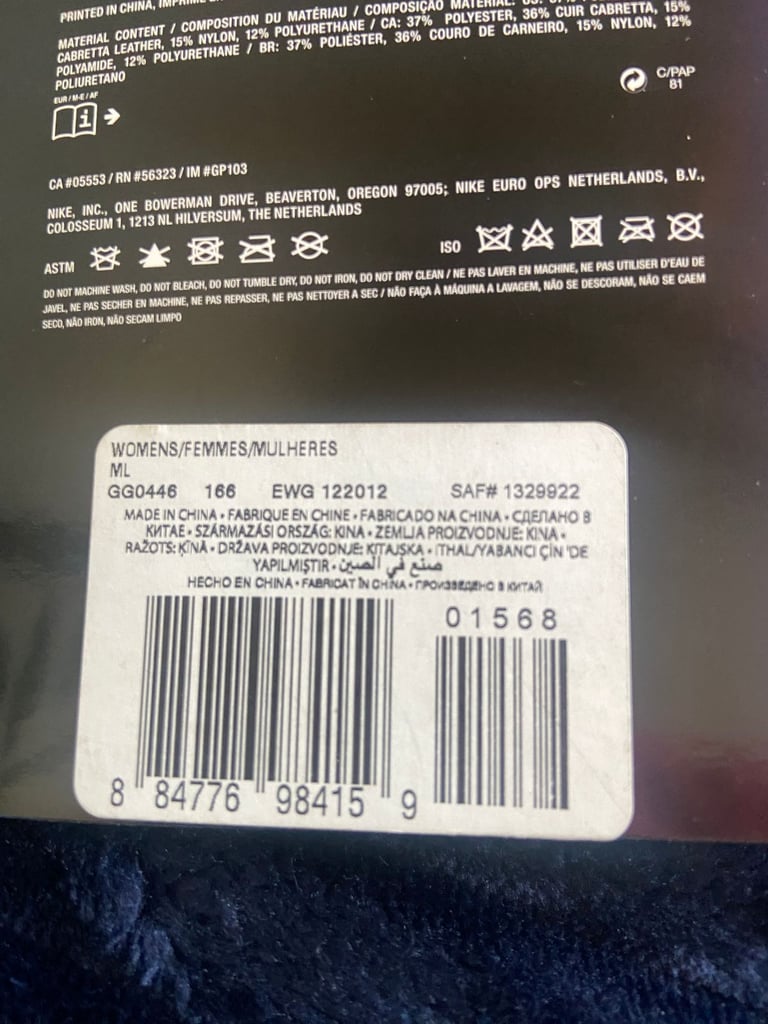 PRINTED IN CHINA,
MATERIAL CONTENT / COMPOSITION DU MATÉRIAU / COMPOSIÇÃO MATERIAL:
CABRETTA LEATHER, 15% NYLON, 12% POLYURETHANE / CA: 37% POLYESTER, 36% CUIR CABRETTA, 15%
POLYAMIDE, 12% POLYURETHANE / BR: 37% POLIÉSTER, 36% COURO DE CARNEIRO, 15% NYLON, 12%
POLIURETANO
EUR / M-E / AF
C/PAP
81
CA #05553 / RN #56323 / IM #GP103
NIKE, INC., ONE BOWERMAN DRIVE, BEAVERTON, OREGON 97005; NIKE EURO OPS NETHERLANDS, B.V.,
COLOSSEUM 1, 1213 NL HILVERSUM, THE NETHERLANDS
ASTM ISO
DO NOT MACHINE WASH, DO NOT BLEACH, DO NOT TUMBLE DRY, DO NOT IRON, DO NOT DRY CLEAN / NE PAS LAVER EN MACHINE, NE PAS UTILISER D'EAU DE
JAVEL, NE PAS SECHER EN MACHINE, NE PAS REPASSER, NE PAS NETTOYER A SEC / NÃO FAÇA À MÁQUINA A LAVAGEM, NÃO SE DESCORAM, NÃO SE CAEM
SECO, NÃO IRON, NÃO SECAM LIMPO
WOMENS/FEMMES/MULHERES
ML
GG0446 166 EWG 122012 SAF# 1329922
MADE IN CHINA • FABRIQUE EN CHINE • FABRICADO NA CHINA • СДЕЛАНО В
КИТАЕ • SZÁRMAZÁSI ORSZÁG: KINA • ZEMLJA PROIZVODNJE: KINA •
RAŽOTS: ĶĪNĀ • DRŽAVA PROIZVODNJE: KITAJSKA • ITHAL/YABANCI ÇİN 'DE
YAPILMIŞTIR • صنع في الصين •
HECHO EN CHINA • FABRICAT ÎN CHINA • ПРОИЗВЕДЕНО В КИТАЙ
01568
8 84776 98415 9